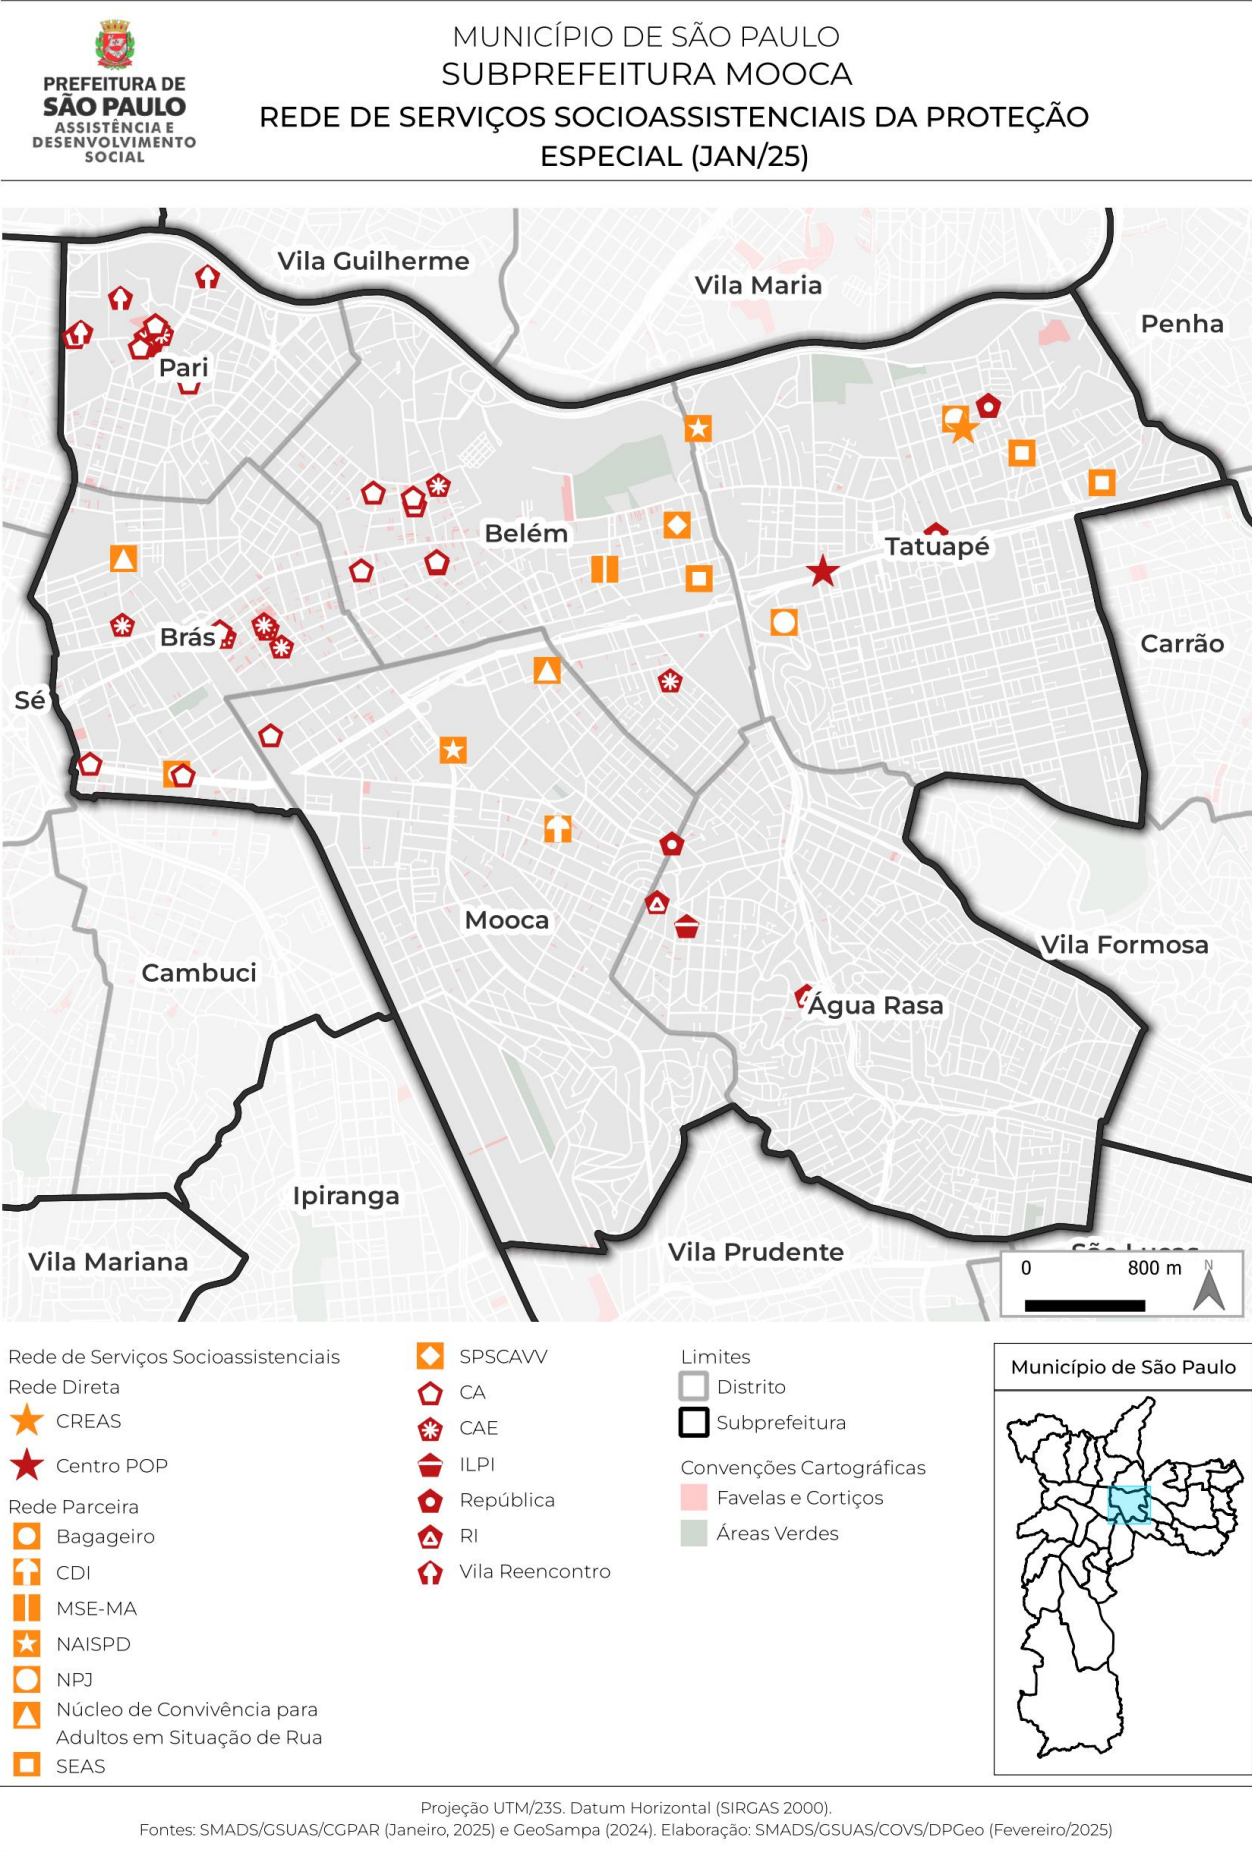 PREFEITURA DE
SÃO PAULO
ASSISTÊNCIA E
DESENVOLVIMENTO
SOCIAL
MUNICÍPIO DE SÃO PAULO
SUBPREFEITURA MOOCA
REDE DE SERVIÇOS SOCIOASSISTENCIAIS DA PROTEÇÃO
ESPECIAL (JAN/25)
Vila Guilherme
Vila Maria
Penha
Pari
Belém
Tatuapé
Brás
Carrão
Sé
Mooca
Vila Formosa
Cambuci
Água Rasa
Ipiranga
Vila Mariana
Vila Prudente
São Lucas
0 800 m N
Rede de Serviços Socioassistenciais
Rede Direta
CREAS
Centro POP
Rede Parceira
Bagageiro
CDI
MSE-MA
NAISPD
NPJ
Núcleo de Convivência para
Adultos em Situação de Rua
SEAS
SPSCAVV
CA
CAE
ILPI
República
RI
Vila Reencontro
Limites
Distrito
Subprefeitura
Convenções Cartográficas
Favelas e Cortiços
Áreas Verdes
Município de São Paulo
Projeção UTM/23S. Datum Horizontal (SIRGAS 2000).
Fontes: SMADS/GSUAS/CGPAR (Janeiro, 2025) e GeoSampa (2024). Elaboração: SMADS/GSUAS/COVS/DPGeo (Fevereiro/2025)